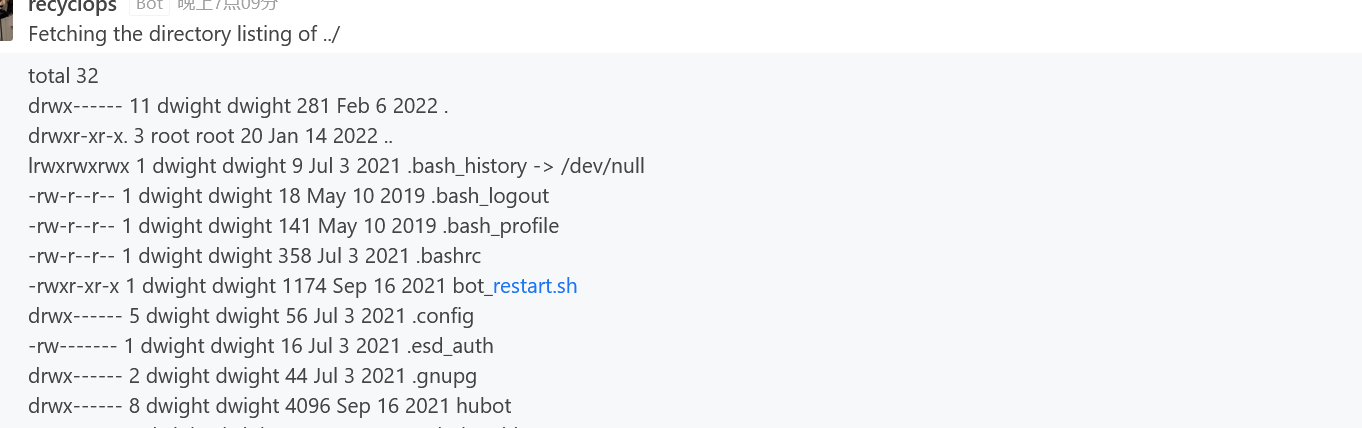 recyclops Bot 晚上7点09分
Fetching the directory listing of ../
total 32
drwx------ 11 dwight dwight 281 Feb 6 2022 .
drwxr-xr-x. 3 root root 20 Jan 14 2022 ..
lrwxrwxrwx 1 dwight dwight 9 Jul 3 2021 .bash_history -> /dev/null
-rw-r--r-- 1 dwight dwight 18 May 10 2019 .bash_logout
-rw-r--r-- 1 dwight dwight 141 May 10 2019 .bash_profile
-rw-r--r-- 1 dwight dwight 358 Jul 3 2021 .bashrc
-rwxr-xr-x 1 dwight dwight 1174 Sep 16 2021 bot_restart.sh
drwx------ 5 dwight dwight 56 Jul 3 2021 .config
-rw------- 1 dwight dwight 16 Jul 3 2021 .esd_auth
drwx------ 2 dwight dwight 44 Jul 3 2021 .gnupg
drwx------ 8 dwight dwight 4096 Sep 16 2021 hubot